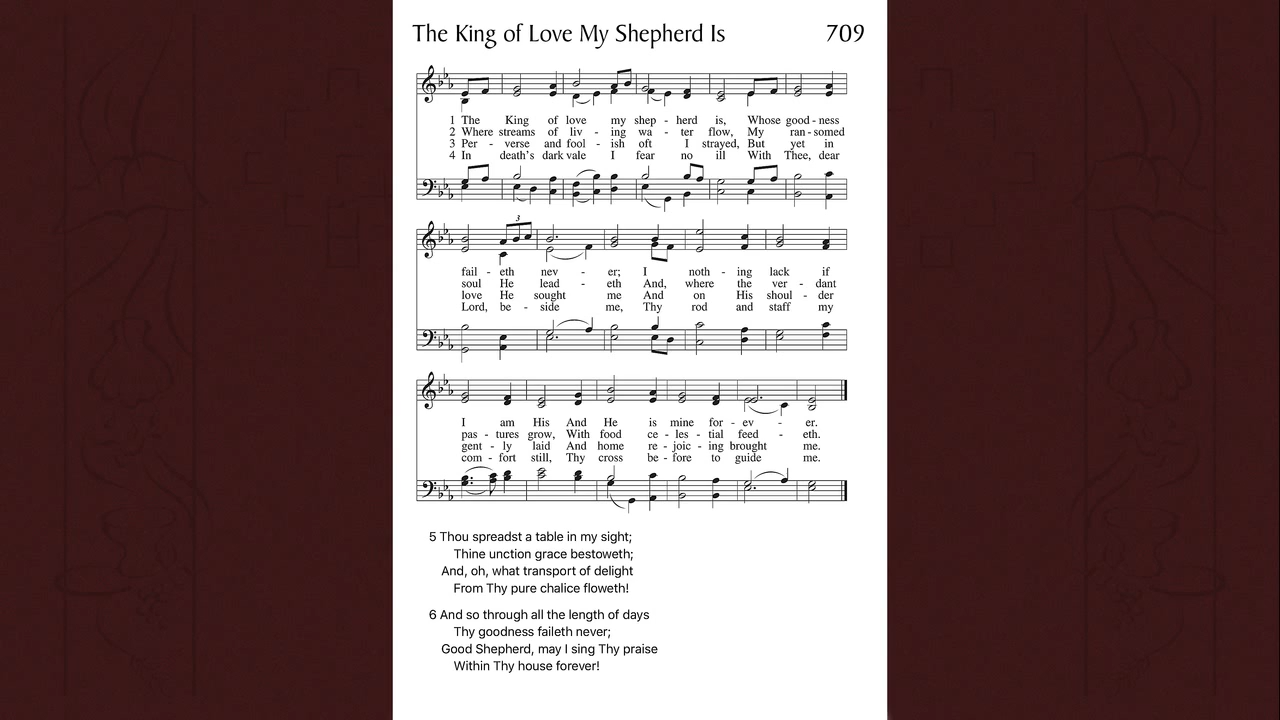 The King of Love My Shepherd Is 709
1 The King of love my shep - herd is, Whose good - ness
2 Where streams of liv - ing wa - ter flow, My ran - somed
3 Per - verse and fool - ish oft I strayed, But yet in
4 In death's dark vale I fear no ill With Thee, dear
3
fail - eth nev - er; I noth - ing lack if
soul He lead - eth And, where the ver - dant
love He sought me And on His shoul - der
Lord, be - side me, Thy rod and staff my
I am His And He is mine for - ev - er.
pas - tures grow, With food ce - les - tial feed - eth.
gent - ly laid And home re - joic - ing brought me.
com - fort still, Thy cross be - fore to guide me.
5 Thou spreadst a table in my sight;
Thine unction grace bestoweth;
And, oh, what transport of delight
From Thy pure chalice floweth!
6 And so through all the length of days
Thy goodness faileth never;
Good Shepherd, may I sing Thy praise
Within Thy house forever!